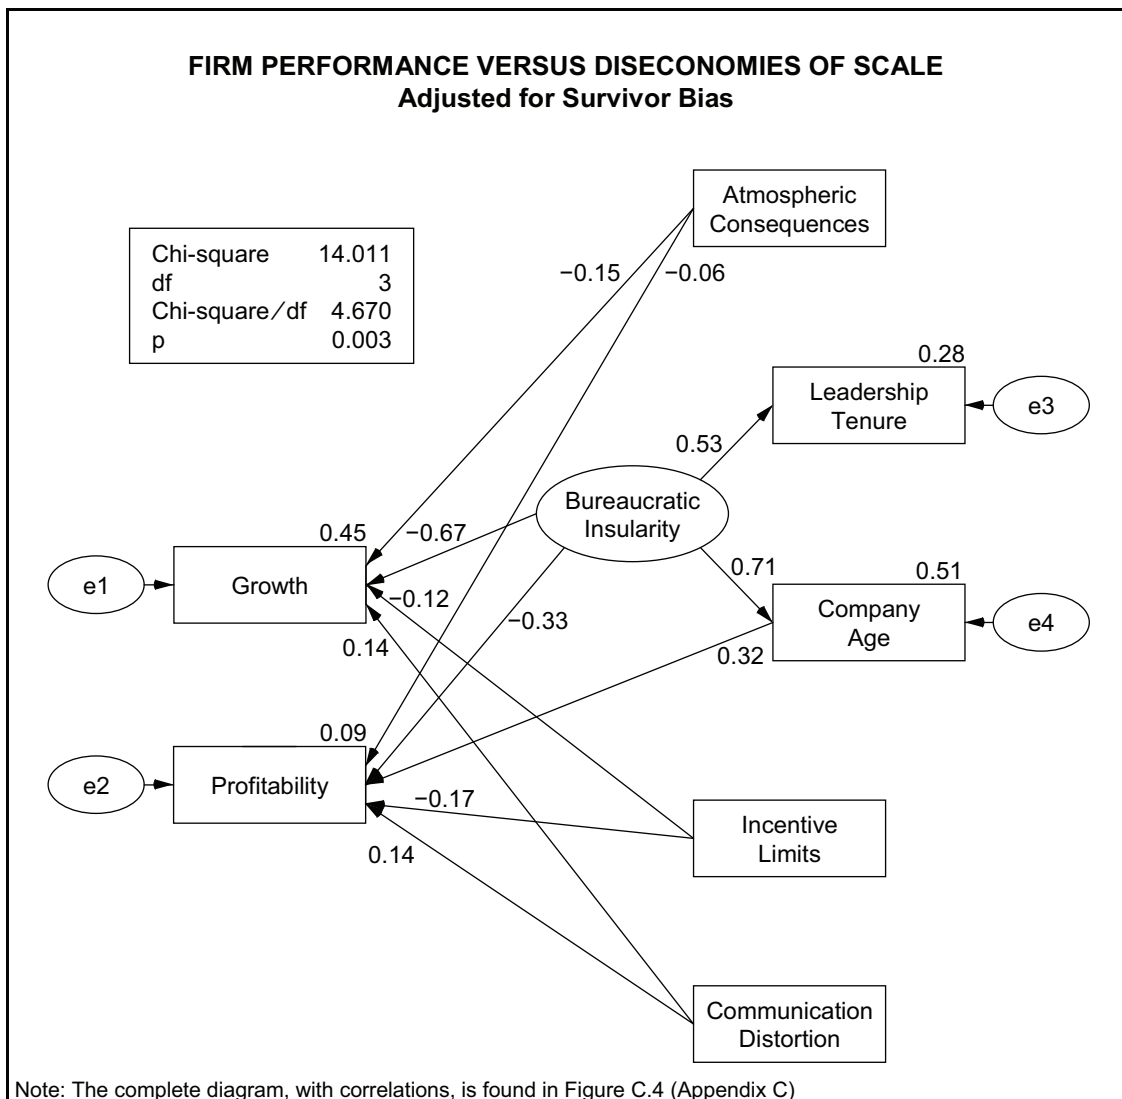 FIRM PERFORMANCE VERSUS DISECONOMIES OF SCALE
Adjusted for Survivor Bias
Atmospheric
Consequences
Chi-square 14.011
df 3
Chi-square/df 4.670
p 0.003
−0.15
−0.06
0.28
Leadership
Tenure
e3
0.53
Bureaucratic
Insularity
0.45
−0.67
e1
Growth
0.71
0.51
Company
Age
e4
−0.12
−0.33
0.14
0.32
0.09
e2
Profitability
−0.17
0.14
Incentive
Limits
Communication
Distortion
Note: The complete diagram, with correlations, is found in Figure C.4 (Appendix C)